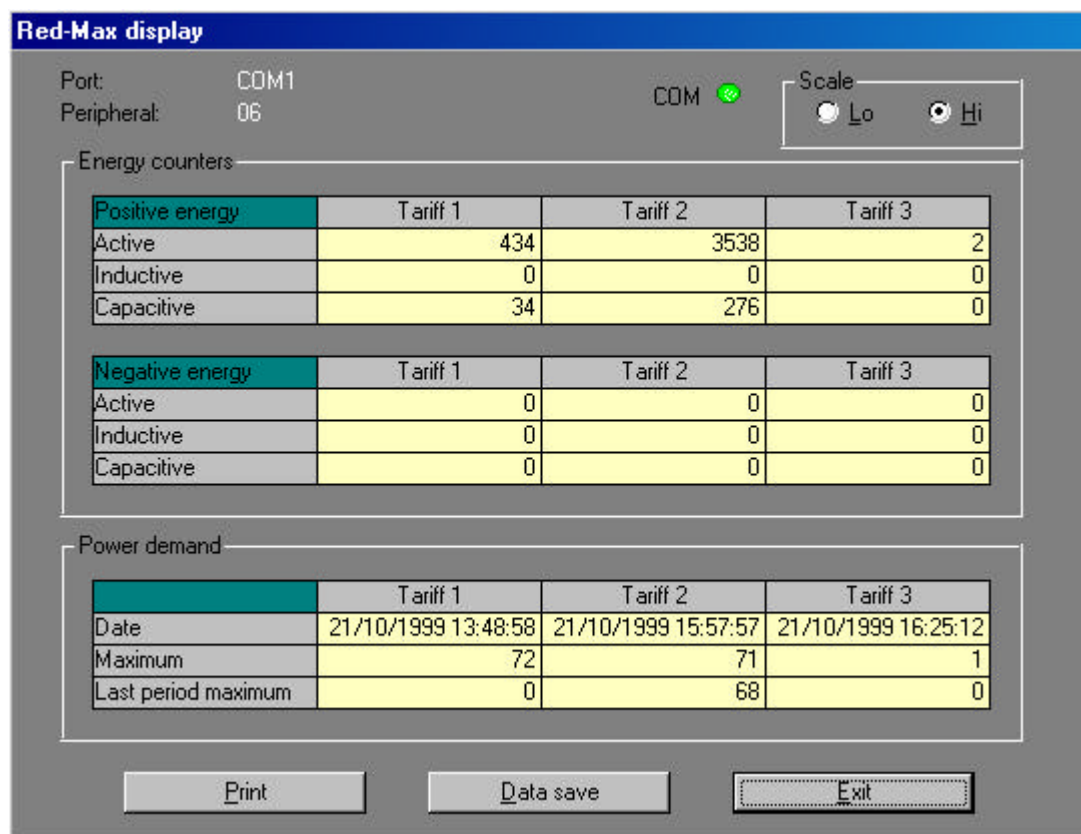 Red-Max display
Port: COM1
Peripheral: 06
COM
Scale
Lo Hi
Energy counters
Positive energy Tariff 1 Tariff 2 Tariff 3
Active 434 3538 2
Inductive 0 0 0
Capacitive 34 276 0
Negative energy Tariff 1 Tariff 2 Tariff 3
Active 0 0 0
Inductive 0 0 0
Capacitive 0 0 0
Power demand
Tariff 1 Tariff 2 Tariff 3
Date 21/10/1999 13:48:58 21/10/1999 15:57:57 21/10/1999 16:25:12
Maximum 72 71 1
Last period maximum 0 68 0
Print Data save Exit